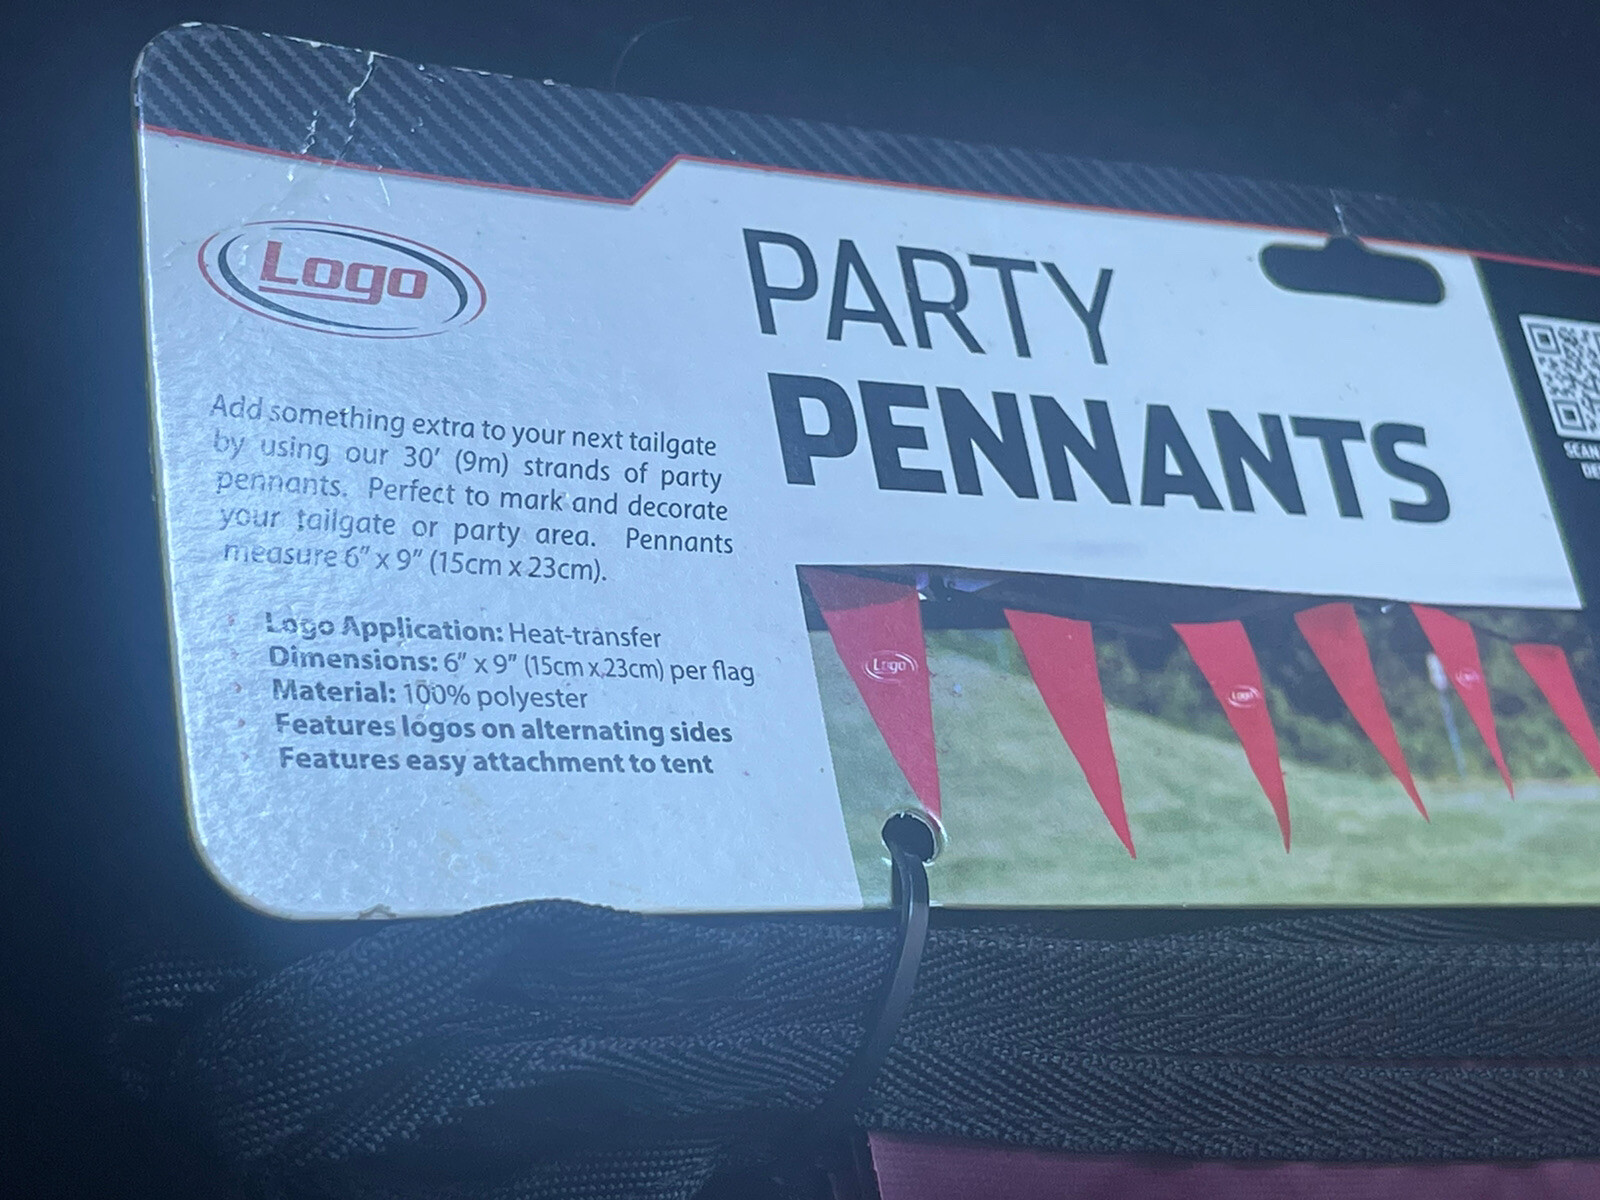 Logo
PARTY
PENNANTS
Add something extra to your next tailgate
by using our 30' (9m) strands of party
pennants. Perfect to mark and decorate
your tailgate or party area. Pennants
measure 6" x 9" (15cm x 23cm).
Logo Application: Heat-transfer
Dimensions: 6" x 9" (15cm x 23cm) per flag
Material: 100% polyester
Features logos on alternating sides
Features easy attachment to tent
Logo
Logo
Logo
SCAN